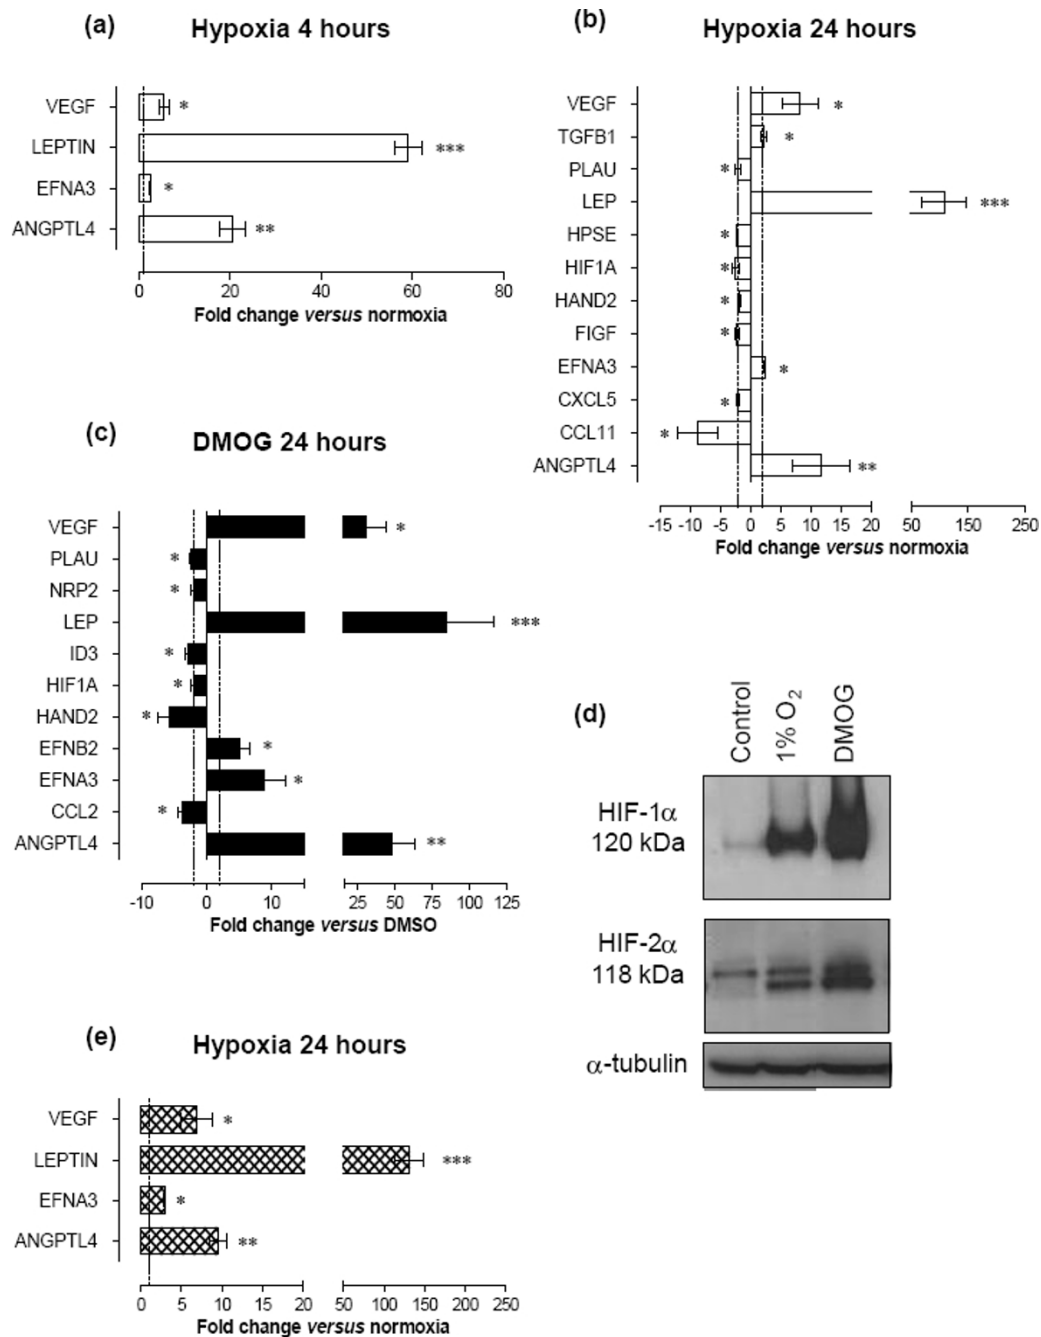 (a)
Hypoxia 4 hours
VEGF
*
LEPTIN
***
EFNA3
*
ANGPTL4
**
0 20 40 60 80
Fold change versus normoxia
(b)
Hypoxia 24 hours
VEGF
*
TGFB1
*
PLAU
*
LEP
***
HPSE
*
HIF1A
*
HAND2
*
FIGF
*
EFNA3
*
CXCL5
*
CCL11
*
ANGPTL4
**
-15 -10 -5 0 5 10 15 20 50 150 250
Fold change versus normoxia
(c)
DMOG 24 hours
VEGF
*
PLAU
*
NRP2
*
LEP
***
ID3
*
HIF1A
*
HAND2
*
EFNB2
*
EFNA3
*
CCL2
*
ANGPTL4
**
-10 0 10 25 50 75 100 125
Fold change versus DMSO
(d)
Control
1% O₂
DMOG
HIF-1α
120 kDa
HIF-2α
118 kDa
α-tubulin
(e)
Hypoxia 24 hours
VEGF
*
LEPTIN
***
EFNA3
*
ANGPTL4
**
0 5 10 15 20 50 100 150 200 250
Fold change versus normoxia